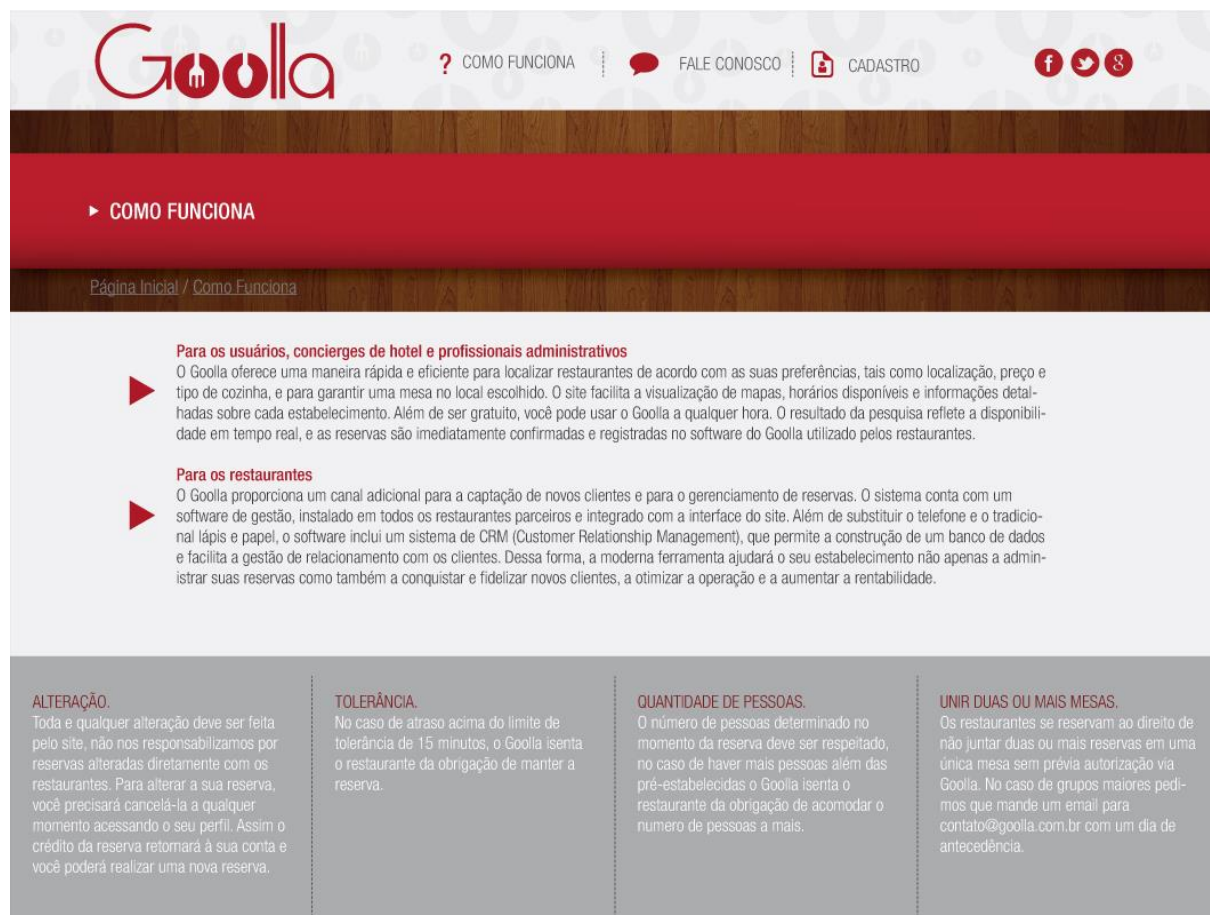 Goolla
? COMO FUNCIONA
FALE CONOSCO
CADASTRO
COMO FUNCIONA
Página Inicial / Como Funciona
Para os usuários, concierges de hotel e profissionais administrativos
O Goolla oferece uma maneira rápida e eficiente para localizar restaurantes de acordo com as suas preferências, tais como localização, preço e
tipo de cozinha, e para garantir uma mesa no local escolhido. O site facilita a visualização de mapas, horários disponíveis e informações detal-
hadas sobre cada estabelecimento. Além de ser gratuito, você pode usar o Goolla a qualquer hora. O resultado da pesquisa reflete a disponibili-
dade em tempo real, e as reservas são imediatamente confirmadas e registradas no software do Goolla utilizado pelos restaurantes.
Para os restaurantes
O Goolla proporciona um canal adicional para a captação de novos clientes e para o gerenciamento de reservas. O sistema conta com um
software de gestão, instalado em todos os restaurantes parceiros e integrado com a interface do site. Além de substituir o telefone e o tradicio-
nal lápis e papel, o software inclui um sistema de CRM (Customer Relationship Management), que permite a construção de um banco de dados
e facilita a gestão de relacionamento com os clientes. Dessa forma, a moderna ferramenta ajudará o seu estabelecimento não apenas a admin-
istrar suas reservas como também a conquistar e fidelizar novos clientes, a otimizar a operação e a aumentar a rentabilidade.
ALTERAÇÃO.
Toda e qualquer alteração deve ser feita
pelo site, não nos responsabilizamos por
reservas alteradas diretamente com os
restaurantes. Para alterar a sua reserva,
você precisará cancelá-la a qualquer
momento acessando o seu perfil. Assim o
crédito da reserva retornará à sua conta e
você poderá realizar uma nova reserva.
TOLERÂNCIA.
No caso de atraso acima do limite de
tolerância de 15 minutos, o Goolla isenta
o restaurante da obrigação de manter a
reserva.
QUANTIDADE DE PESSOAS.
O número de pessoas determinado no
momento da reserva deve ser respeitado,
no caso de haver mais pessoas além das
pré-estabelecidas o Goolla isenta o
restaurante da obrigação de acomodar o
numero de pessoas a mais.
UNIR DUAS OU MAIS MESAS.
Os restaurantes se reservam ao direito de
não juntar duas ou mais reservas em uma
única mesa sem prévia autorização via
Goolla. No caso de grupos maiores pedi-
mos que mande um email para
contato@goolla.com.br com um dia de
antecedência.